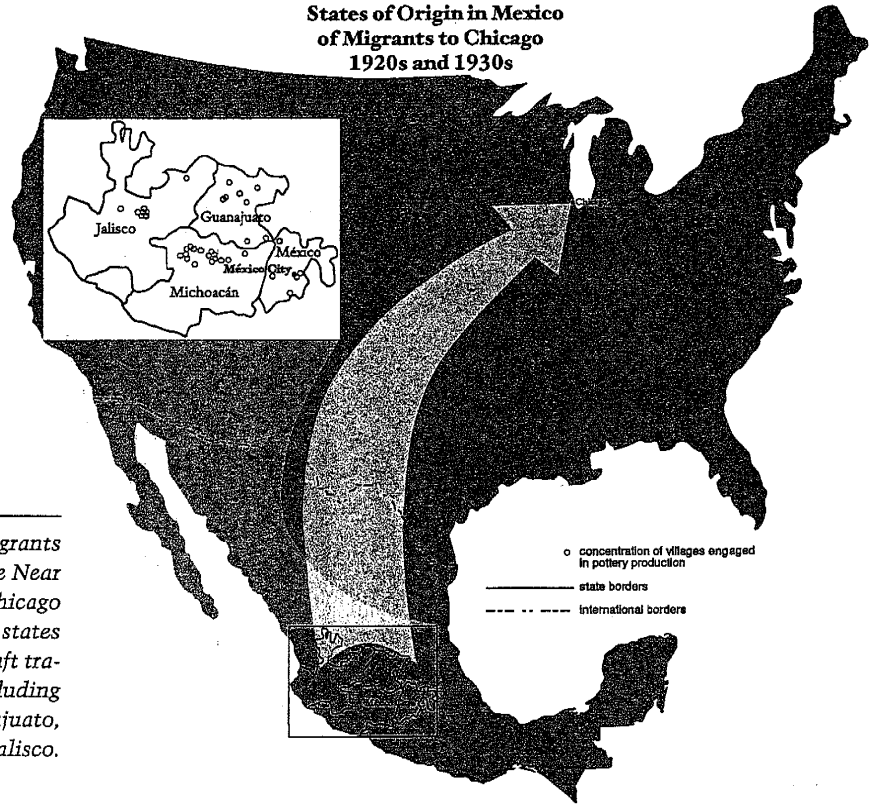 States of Origin in Mexico
of Migrants to Chicago
1920s and 1930s
Guanajuato
Jalisco
México
México City
Michoacán
concentration of villages engaged
in pottery production
state borders
international borders
grants
e Near
hicago
states
ft tra-
luding
juato,
alisco.